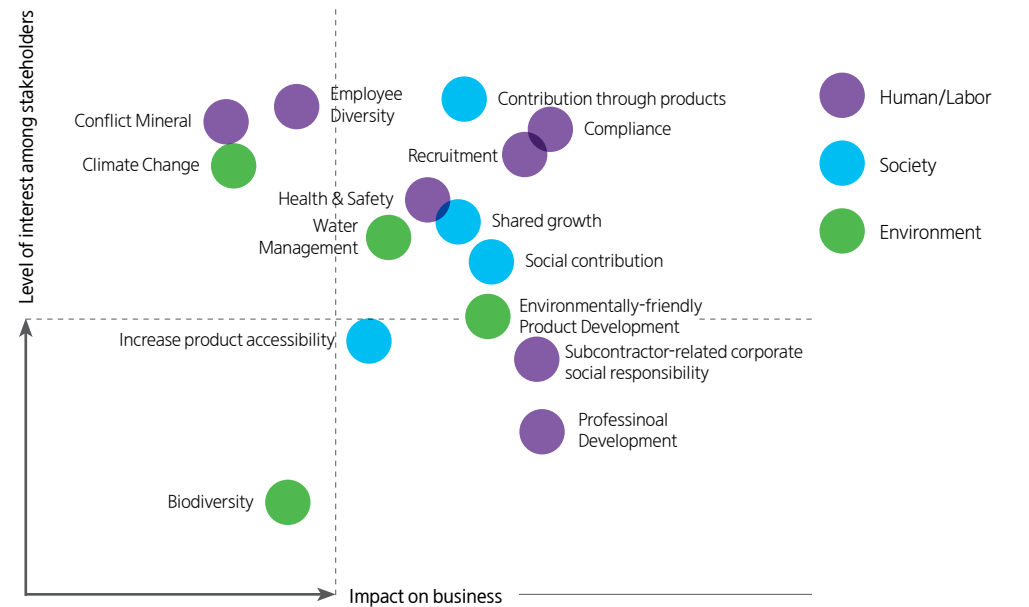 Level of interest among stakeholders
Employee
Diversity
Contribution through products
Conflict Mineral
Compliance
Climate Change
Recruitment
Health & Safety
Water
Management
Shared growth
Social contribution
Environmentally-friendly
Product Development
Increase product accessibility
Subcontractor-related corporate
social responsibility
Professinoal
Development
Biodiversity
Impact on business
Human/Labor
Society
Environment